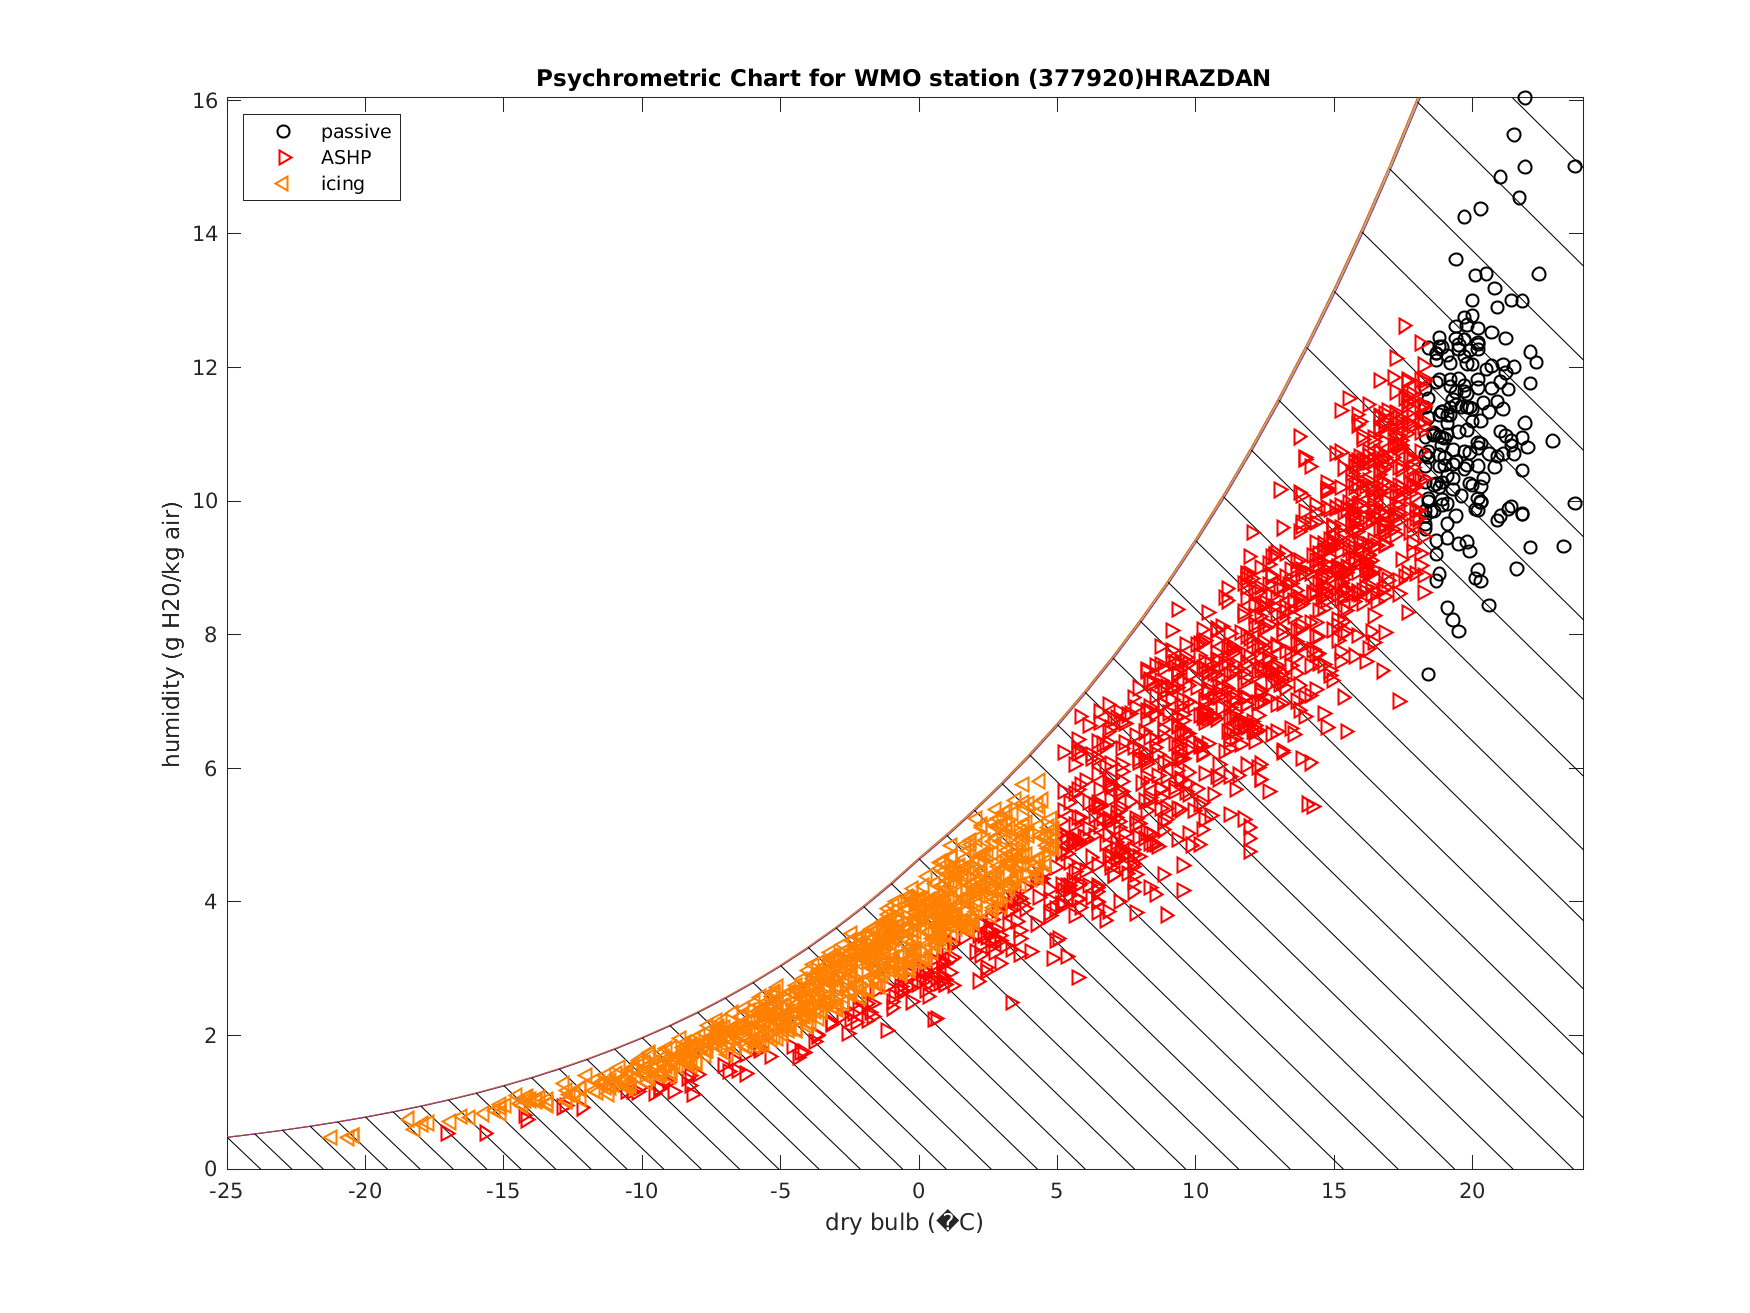 Psychrometric Chart for WMO station (377920)HRAZDAN
passive
ASHP
icing
16
14
12
10
8
6
4
2
0
humidity (g H20/kg air)
-25 -20 -15 -10 -5 0 5 10 15 20
dry bulb (�C)